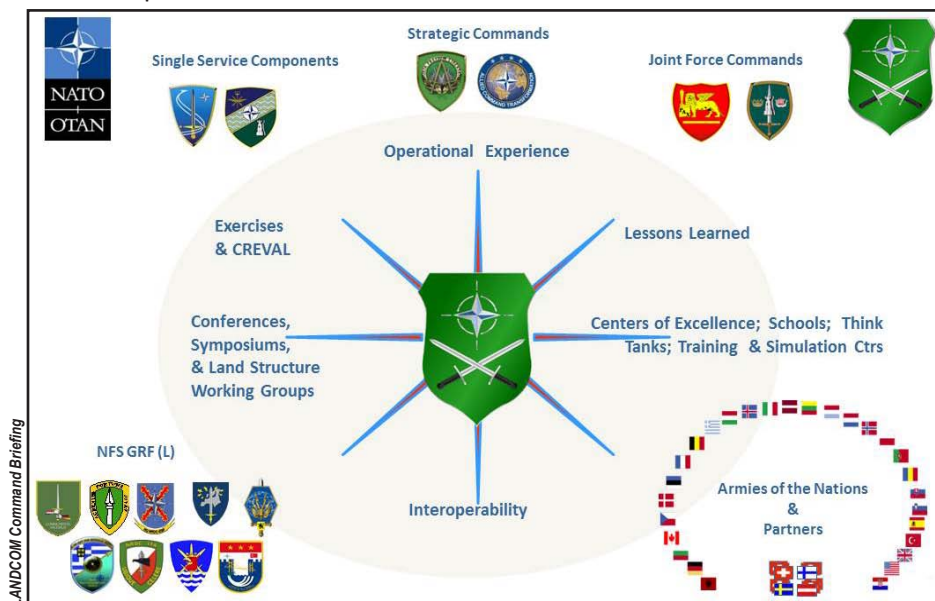 NATO
OTAN
Single Service Components
Strategic Commands
Joint Force Commands
Operational Experience
Exercises
& CREVAL
Lessons Learned
Conferences,
Symposiums,
& Land Structure
Working Groups
Centers of Excellence; Schools; Think
Tanks; Training & Simulation Ctrs
NFS GRF (L)
Interoperability
Armies of the Nations
&
Partners
LANDCOM Command Briefing